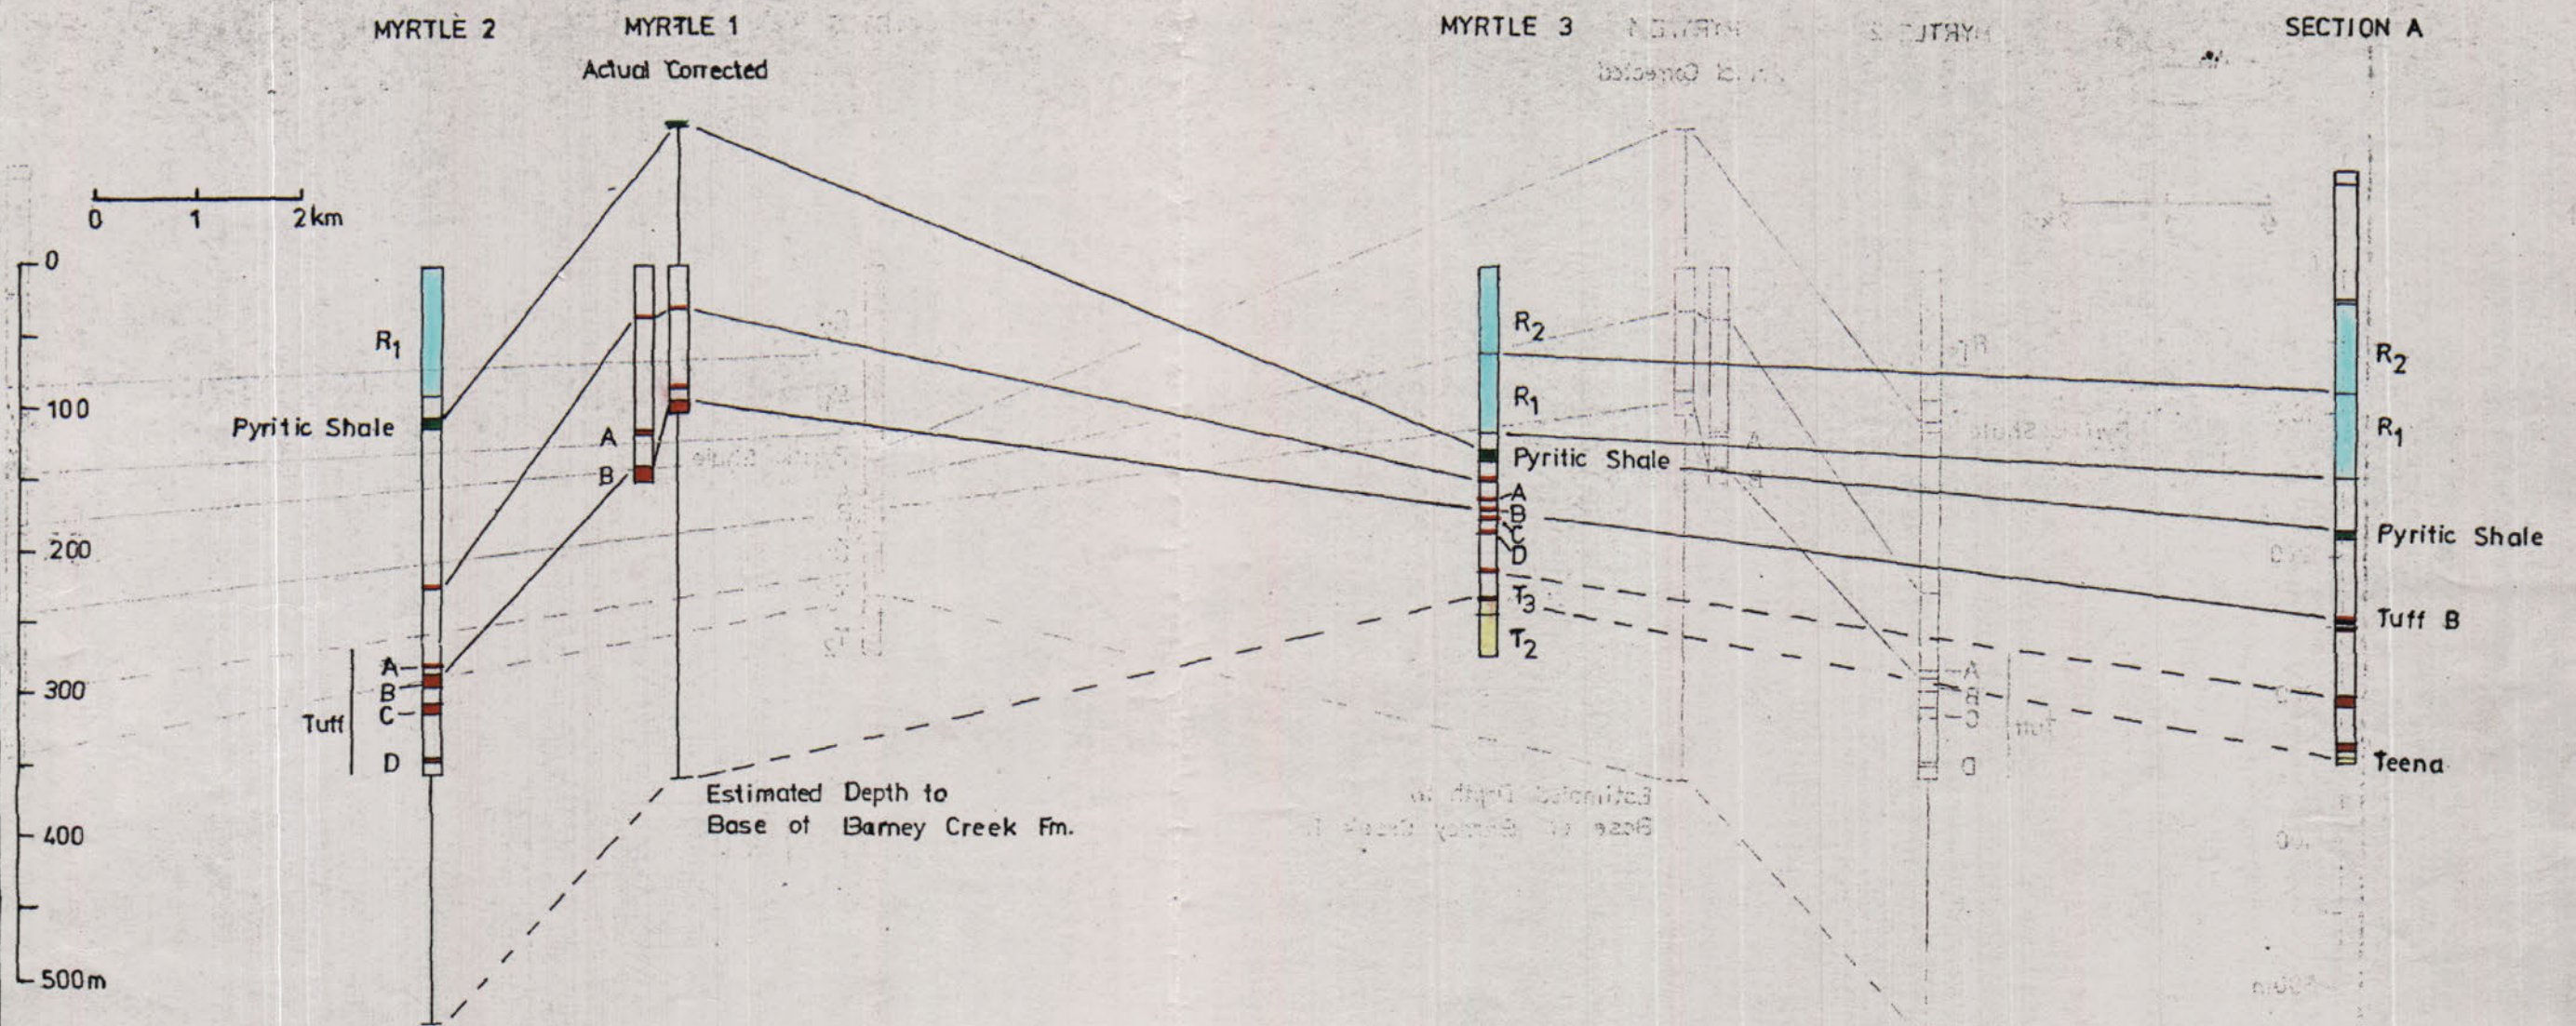 MYRTLE 2
MYRTLE 1
MYRTLE 3
SECTION A
Actual Corrected
0 1 2km
0
100
200
300
400
500m
R1
Pyritic Shale
Tuff
A
B
C
D
A
B
Estimated Depth to
Base of Barney Creek Fm.
R2
R1
Pyritic Shale
A
B
C
D
T3
T2
R2
R1
Pyritic Shale
Tuff B
Teena